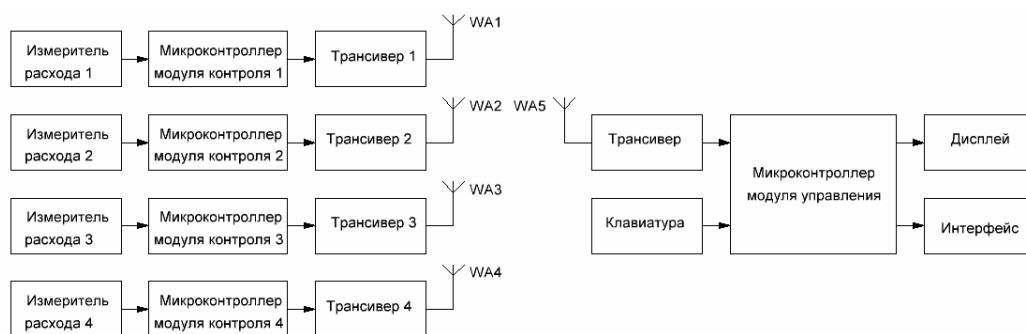 Измеритель
расхода 1
Микроконтроллер
модуля контроля 1
Трансивер 1
WA1
Измеритель
расхода 2
Микроконтроллер
модуля контроля 2
Трансивер 2
WA2
Измеритель
расхода 3
Микроконтроллер
модуля контроля 3
Трансивер 3
WA3
Измеритель
расхода 4
Микроконтроллер
модуля контроля 4
Трансивер 4
WA4
WA5
Трансивер
Клавиатура
Микроконтроллер
модуля управления
Дисплей
Интерфейс